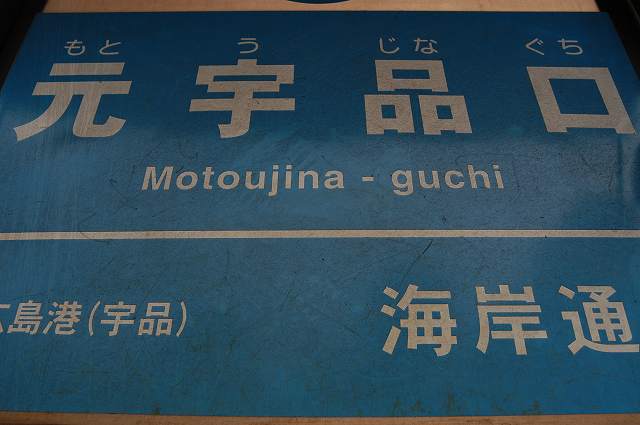 もと う じな ぐち
元宇品口
Motoujina - guchi
広島港(宇品) 海岸通